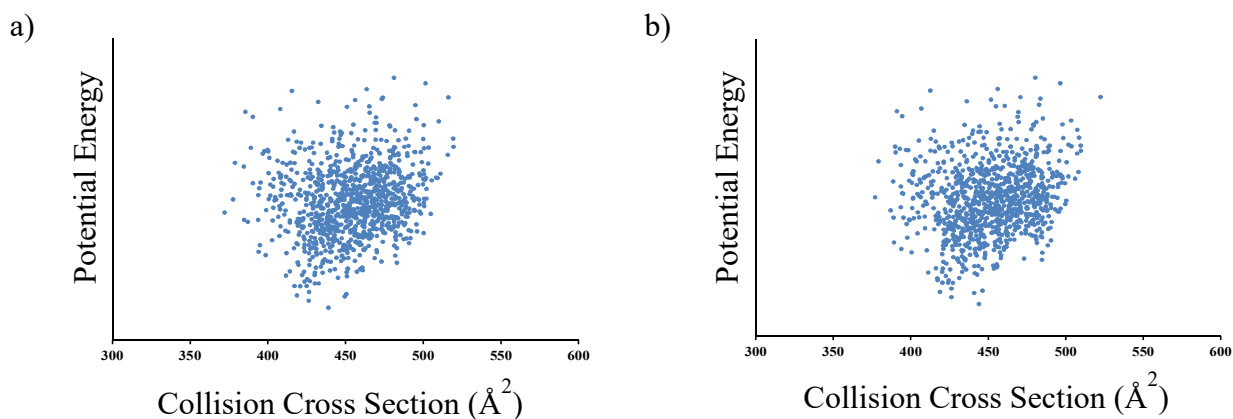 a)
Potential Energy
300 350 400 450 500 550 600
Collision Cross Section (Å²)
b)
Potential Energy
300 350 400 450 500 550 600
Collision Cross Section (Å²)